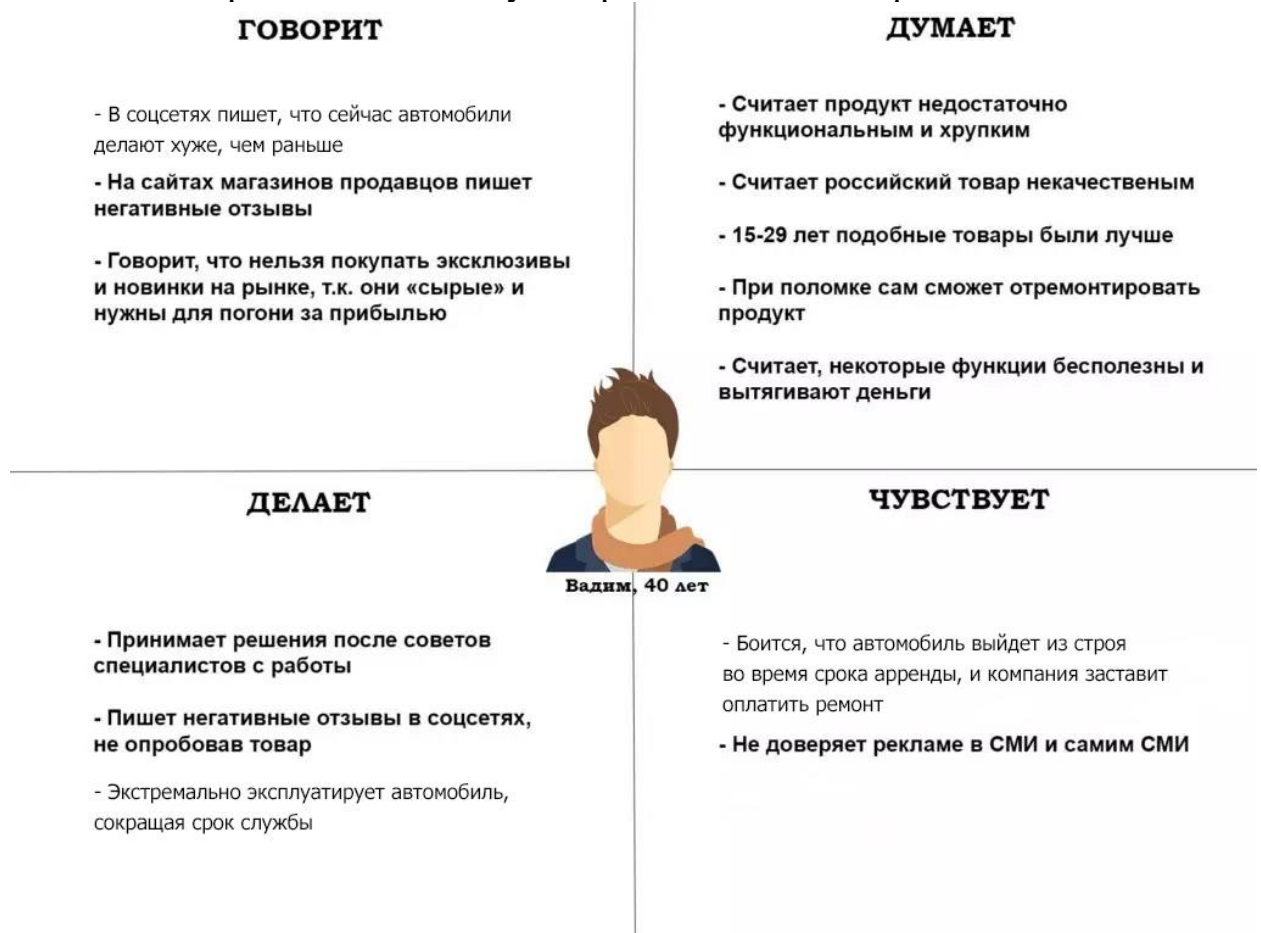 ГОВОРИТ
- В соцсетях пишет, что сейчас автомобили
делают хуже, чем раньше
- На сайтах магазинов продавцов пишет
негативные отзывы
- Говорит, что нельзя покупать эксклюзивы
и новинки на рынке, т.к. они «сырые» и
нужны для погони за прибылью
ДУМАЕТ
- Считает продукт недостаточно
функциональным и хрупким
- Считает российский товар некачественым
- 15-29 лет подобные товары были лучше
- При поломке сам сможет отремонтировать
продукт
- Считает, некоторые функции бесполезны и
вытягивают деньги
Вадим, 40 лет
ДЕЛАЕТ
- Принимает решения после советов
специалистов с работы
- Пишет негативные отзывы в соцсетях,
не опробовав товар
- Экстремально эксплуатирует автомобиль,
сокращая срок службы
ЧУВСТВУЕТ
- Боится, что автомобиль выйдет из строя
во время срока арренды, и компания заставит
оплатить ремонт
- Не доверяет рекламе в СМИ и самим СМИ